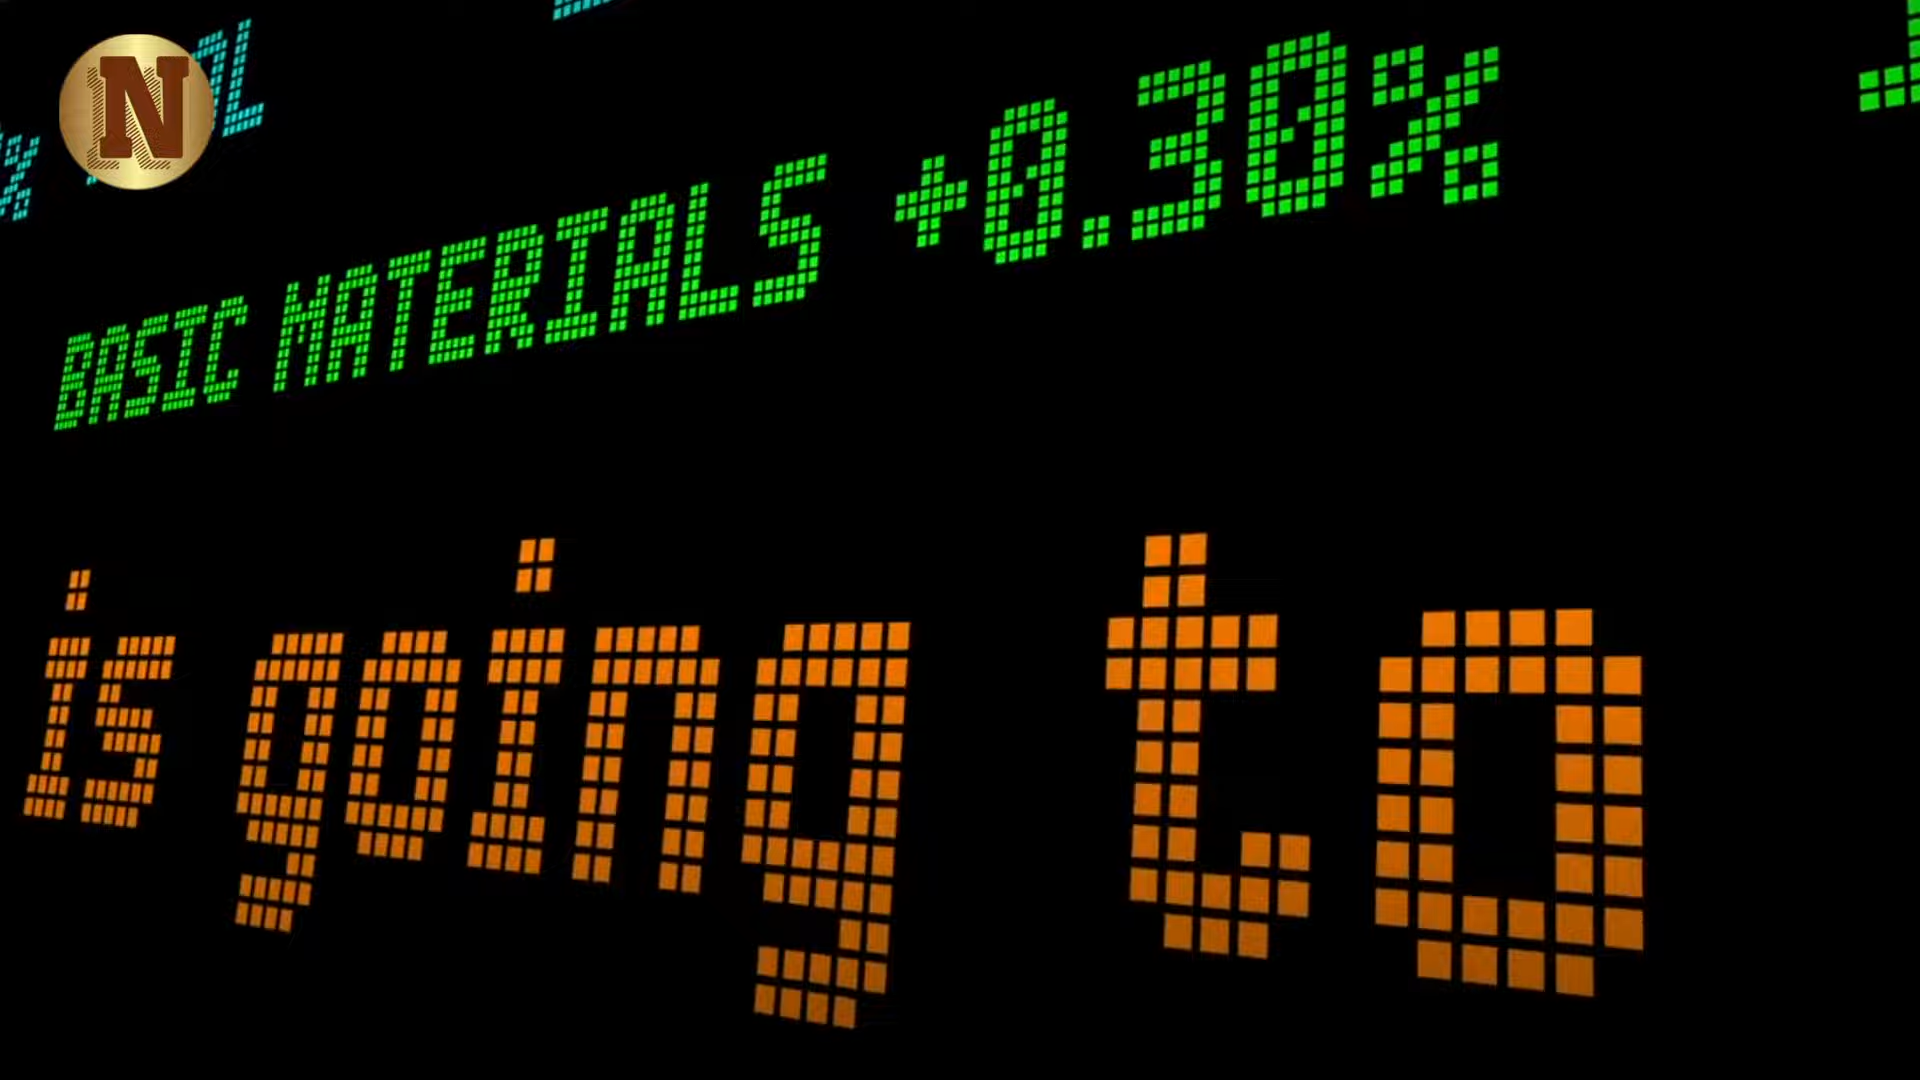 N
BASIC MATERIALS +0.30%
is going to